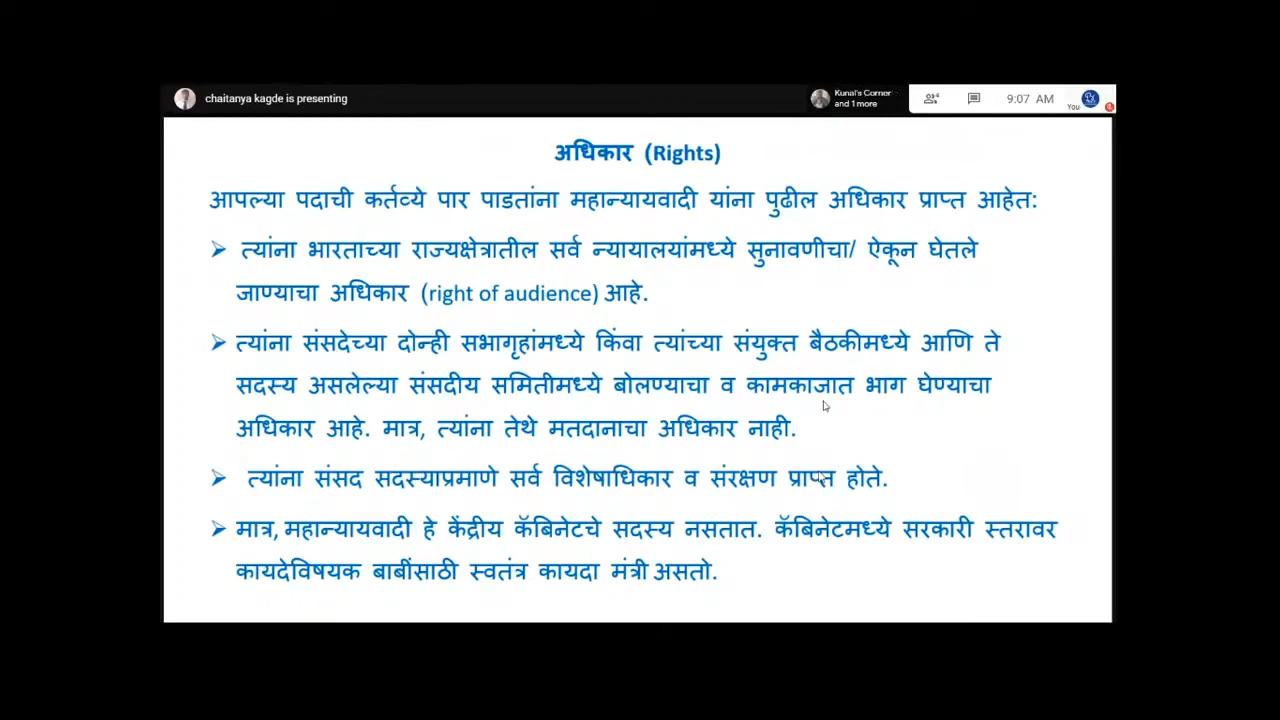 chaitanya kagde is presenting
Kunal's Corner
and 1 more
9:07 AM
You
अधिकार (Rights)
आपल्या पदाची कर्तव्ये पार पाडतांना महान्यायवादी यांना पुढील अधिकार प्राप्त आहेत:
➢ त्यांना भारताच्या राज्यक्षेत्रातील सर्व न्यायालयांमध्ये सुनावणीचा/ ऐकून घेतले
जाण्याचा अधिकार (right of audience) आहे.
➢ त्यांना संसदेच्या दोन्ही सभागृहांमध्ये किंवा त्यांच्या संयुक्त बैठकीमध्ये आणि ते
सदस्य असलेल्या संसदीय समितीमध्ये बोलण्याचा व कामकाजात भाग घेण्याचा
अधिकार आहे. मात्र, त्यांना तेथे मतदानाचा अधिकार नाही.
➢ त्यांना संसद सदस्याप्रमाणे सर्व विशेषाधिकार व संरक्षण प्राप्त होते.
➢ मात्र, महान्यायवादी हे केंद्रीय कॅबिनेटचे सदस्य नसतात. कॅबिनेटमध्ये सरकारी स्तरावर
कायदेविषयक बाबींसाठी स्वतंत्र कायदा मंत्री असतो.